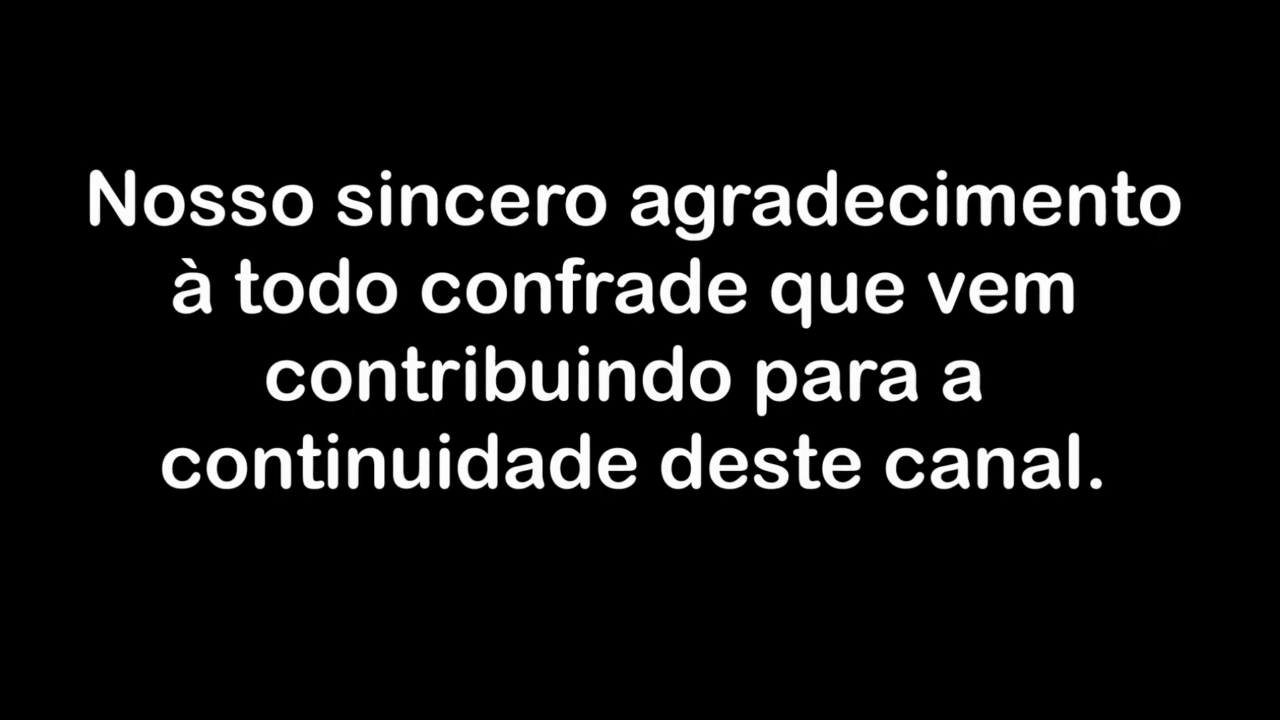 Nosso sincero agradecimento
à todo confrade que vem
contribuindo para a
continuidade deste canal.